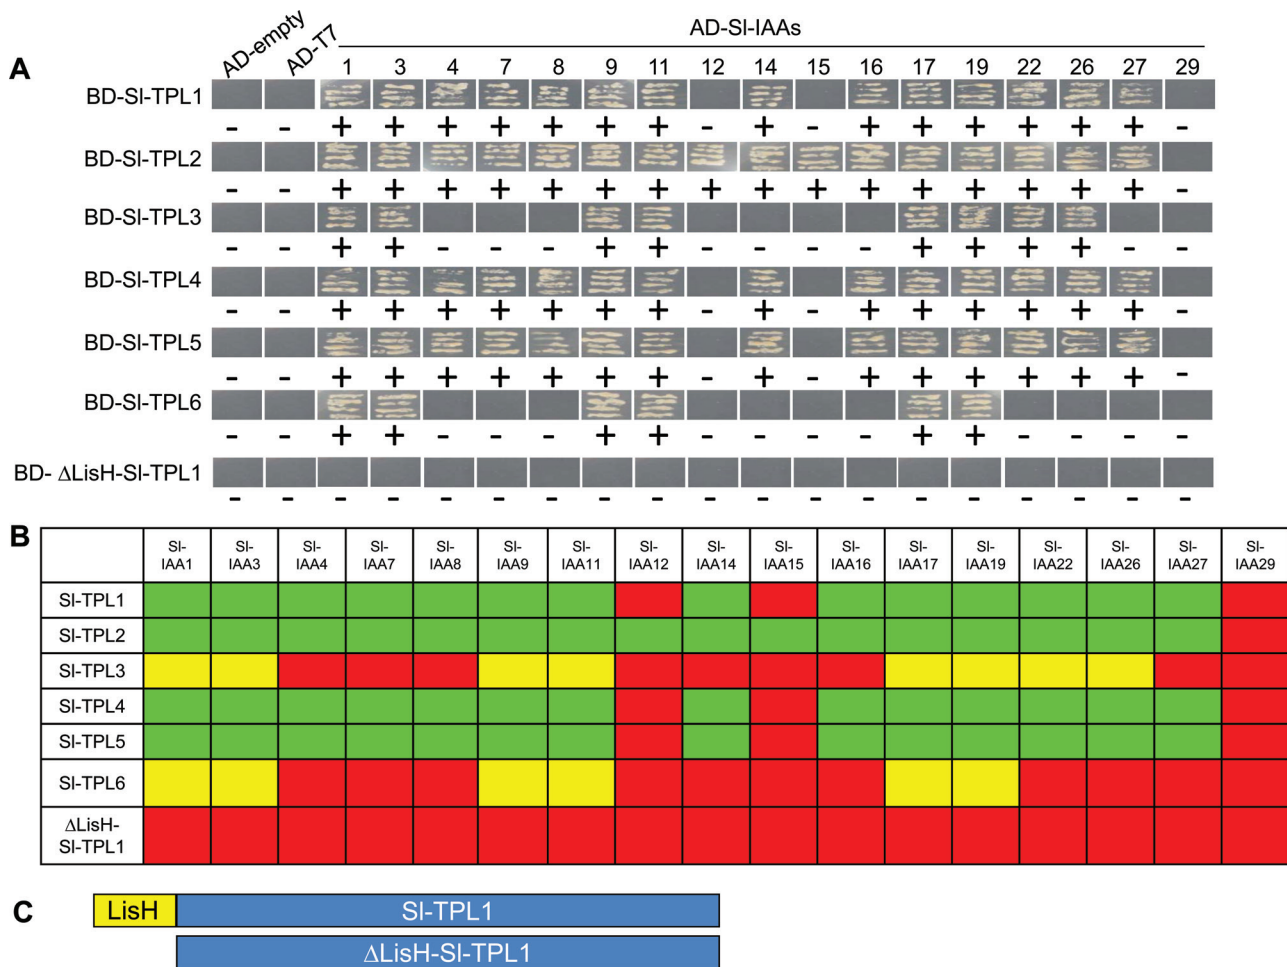 AD-empty
AD-T7
AD-Sl-IAAs
A
1 3 4 7 8 9 11 12 14 15 16 17 19 22 26 27 29
BD-Sl-TPL1
- - + + + + + + + - + - + + + + + + -
BD-Sl-TPL2
- - + + + + + + + + + + + + + + + + -
BD-Sl-TPL3
- - + + - - - + + - - - - + + + + - -
BD-Sl-TPL4
- - + + + + + + + - + - + + + + + + -
BD-Sl-TPL5
- - + + + + + + + - + - + + + + + + -
BD-Sl-TPL6
- - + + - - - + + - - - - + + - - - -
BD- ΔLisH-Sl-TPL1
- - - - - - - - - - - - - - - - - - -
B
Sl- Sl- Sl- Sl- Sl- Sl- Sl- Sl- Sl- Sl- Sl- Sl- Sl- Sl- Sl- Sl- Sl-
IAA1 IAA3 IAA4 IAA7 IAA8 IAA9 IAA11 IAA12 IAA14 IAA15 IAA16 IAA17 IAA19 IAA22 IAA26 IAA27 IAA29
Sl-TPL1
Sl-TPL2
Sl-TPL3
Sl-TPL4
Sl-TPL5
Sl-TPL6
ΔLisH-
Sl-TPL1
C
LisH Sl-TPL1
ΔLisH-Sl-TPL1